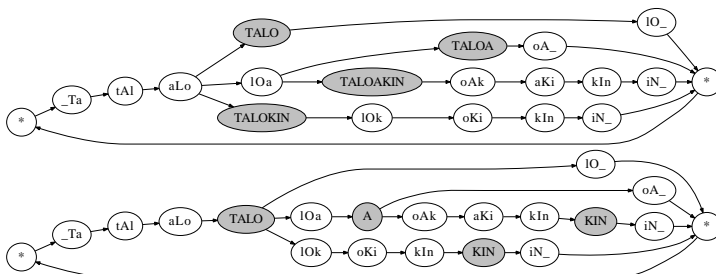 TALO lO_
TALOA oA_
_Ta tAl aLo lOa TALOAKIN oAk aKi kIn iN_ *
* TALOKIN lOk oKi kIn iN_
lO_
oA_
_Ta tAl aLo TALO lOa A oAk aKi kIn KIN iN_ *
* lOk oKi kIn KIN iN_